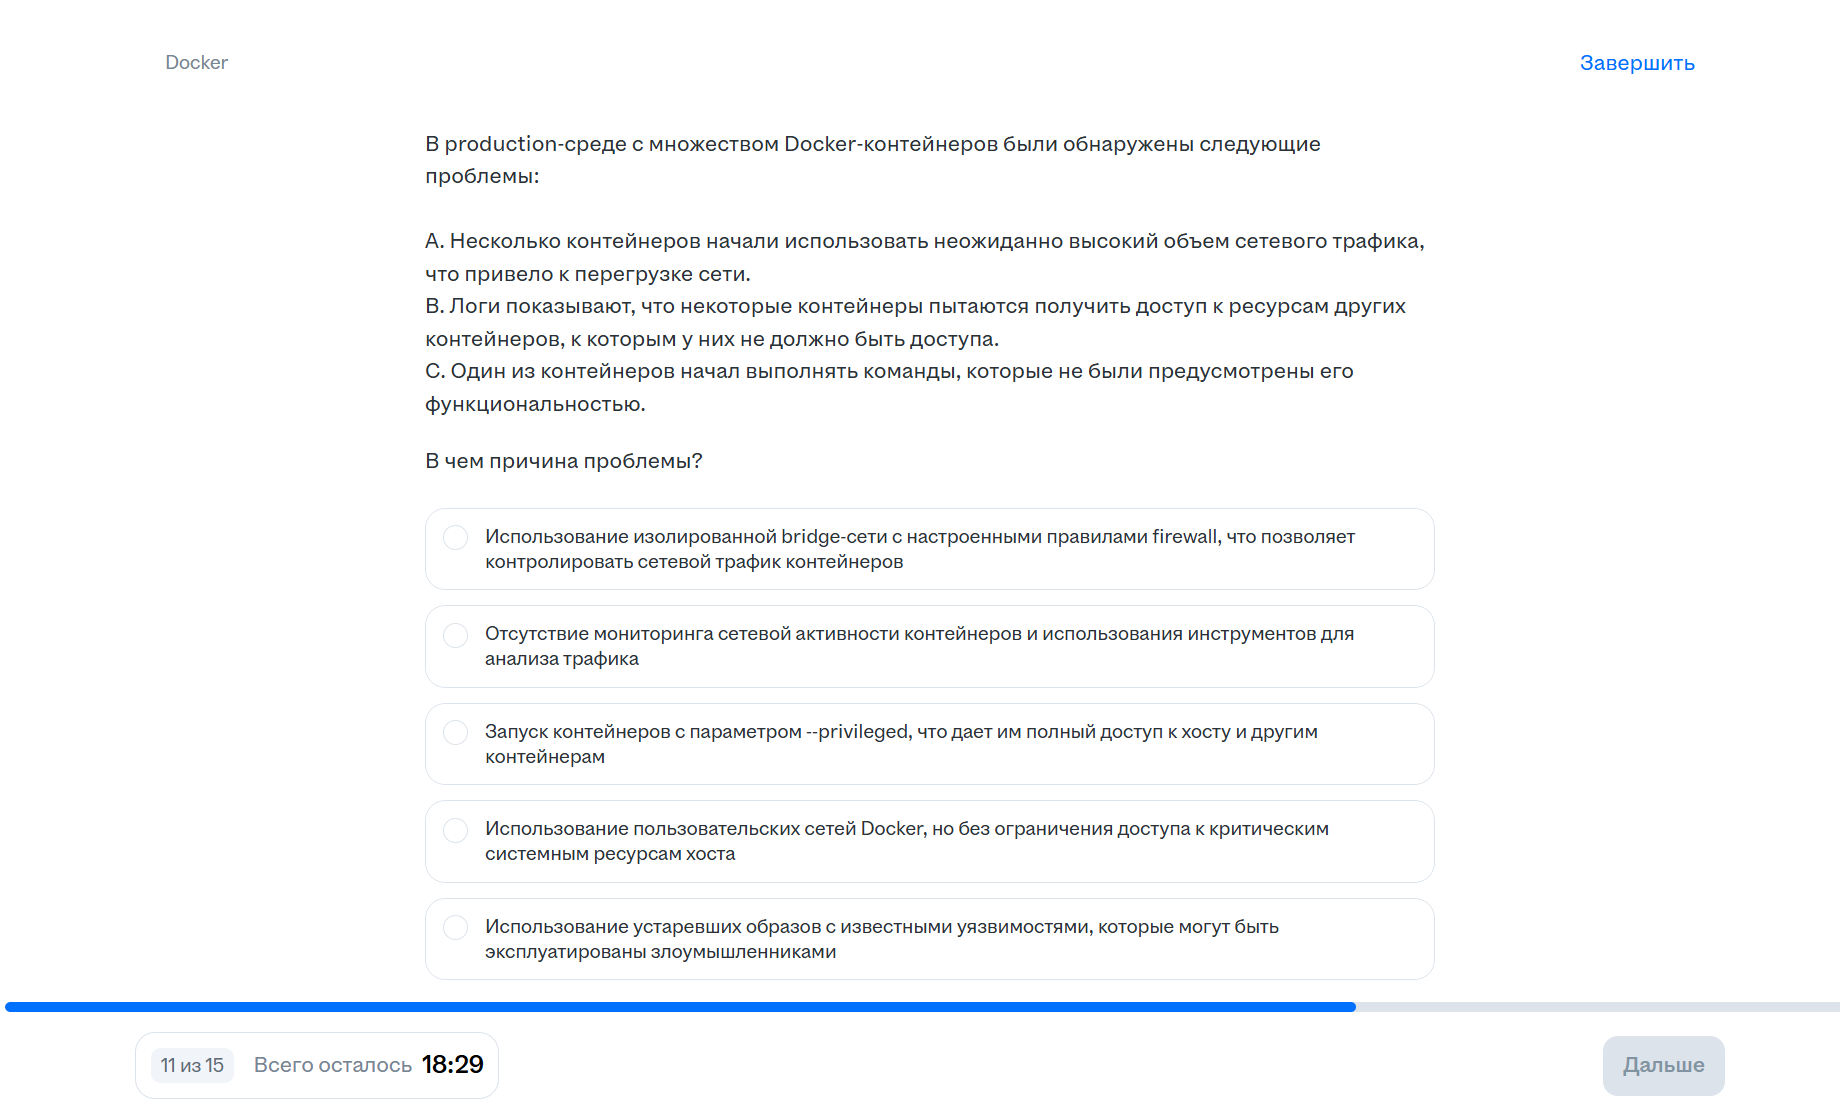 Docker
Завершить
В production-среде с множеством Docker-контейнеров были обнаружены следующие
проблемы:
A. Несколько контейнеров начали использовать неожиданно высокий объем сетевого трафика,
что привело к перегрузке сети.
B. Логи показывают, что некоторые контейнеры пытаются получить доступ к ресурсам других
контейнеров, к которым у них не должно быть доступа.
C. Один из контейнеров начал выполнять команды, которые не были предусмотрены его
функциональностью.
В чем причина проблемы?
Использование изолированной bridge-сети с настроенными правилами firewall, что позволяет
контролировать сетевой трафик контейнеров
Отсутствие мониторинга сетевой активности контейнеров и использования инструментов для
анализа трафика
Запуск контейнеров с параметром --privileged, что дает им полный доступ к хосту и другим
контейнерам
Использование пользовательских сетей Docker, но без ограничения доступа к критическим
системным ресурсам хоста
Использование устаревших образов с известными уязвимостями, которые могут быть
эксплуатированы злоумышленниками
11 из 15
Всего осталось 18:29
Дальше